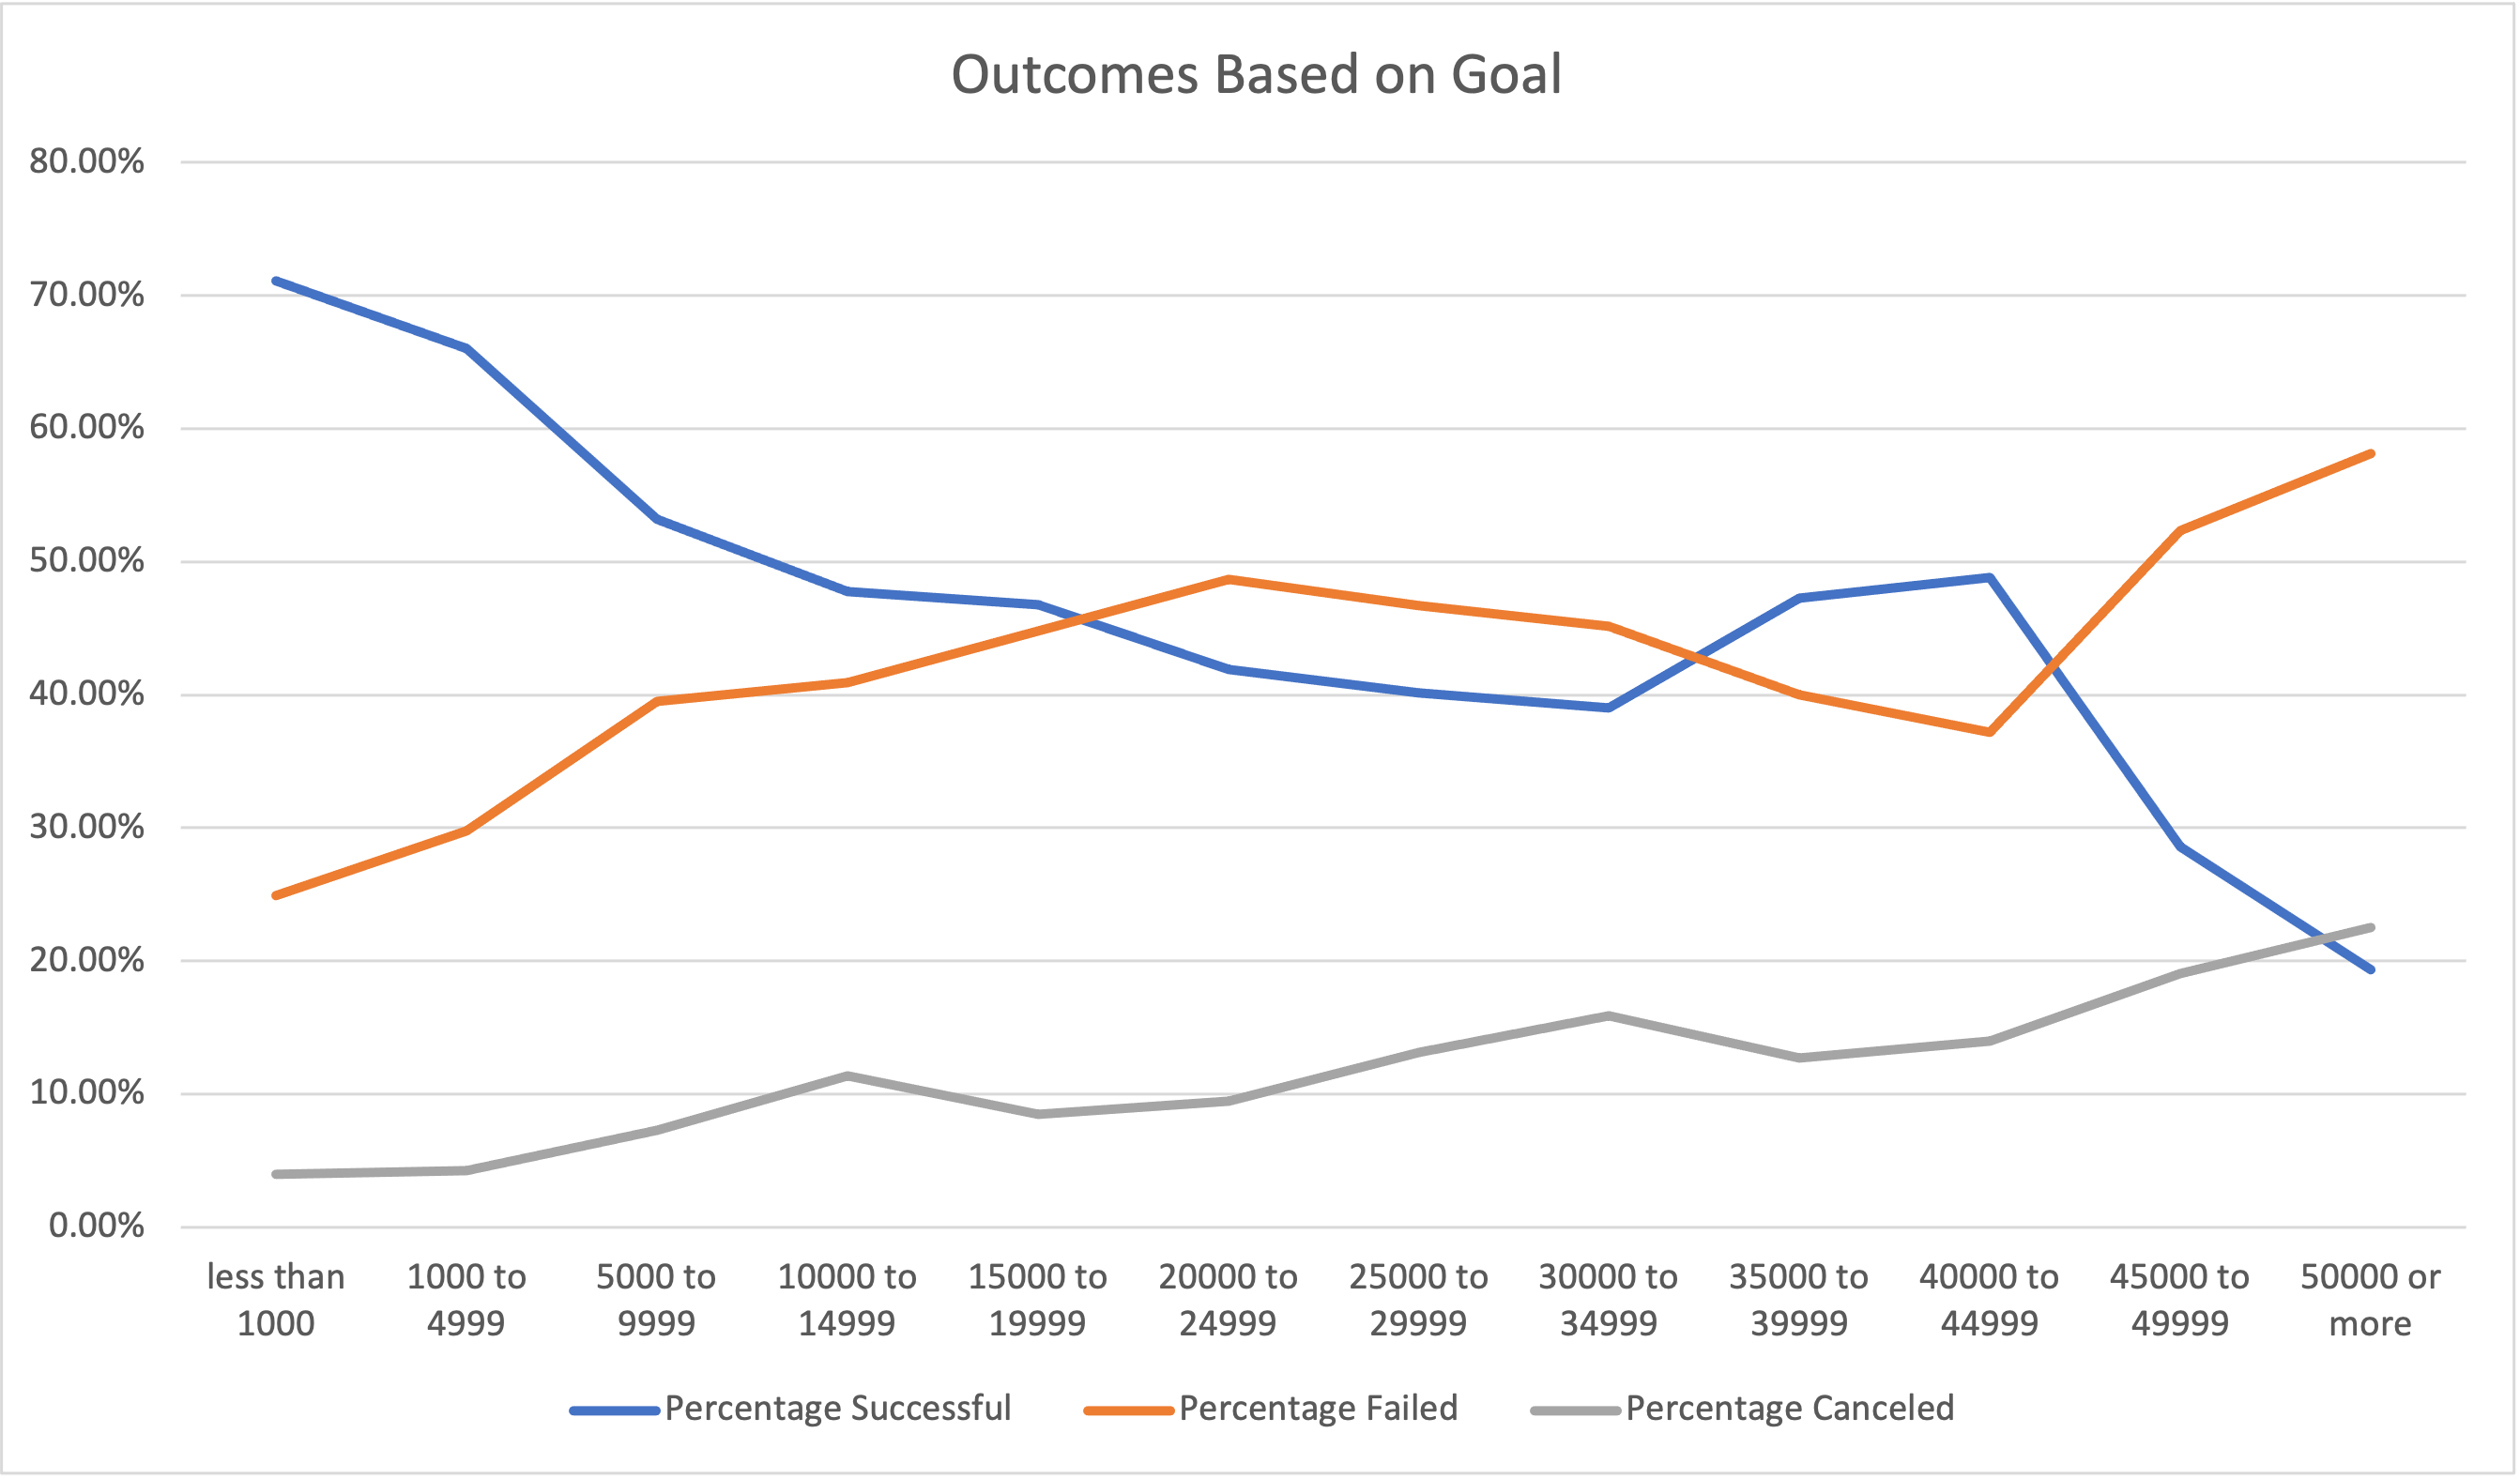 Outcomes Based on Goal
80.00%
70.00%
60.00%
50.00%
40.00%
30.00%
20.00%
10.00%
0.00%
less than 1000 to 5000 to 10000 to 15000 to 20000 to 25000 to 30000 to 35000 to 40000 to 45000 to 50000 or
1000 4999 9999 14999 19999 24999 29999 34999 39999 44999 49999 more
Percentage Successful Percentage Failed Percentage Canceled